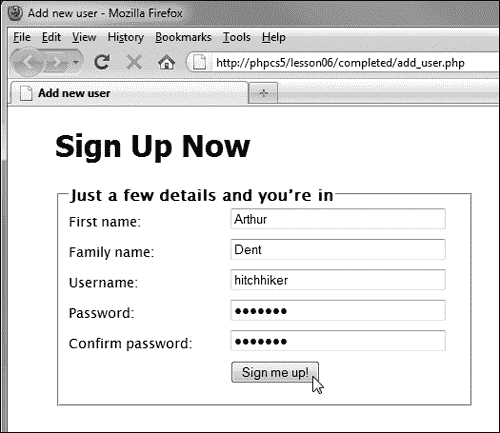 Add new user - Mozilla Firefox
File Edit View History Bookmarks Tools Help
http://phpcs5/lesson06/completed/add_user.php
Add new user
Sign Up Now
Just a few details and you’re in
First name: Arthur
Family name: Dent
Username: hitchhiker
Password: •••••••
Confirm password: •••••••
Sign me up!